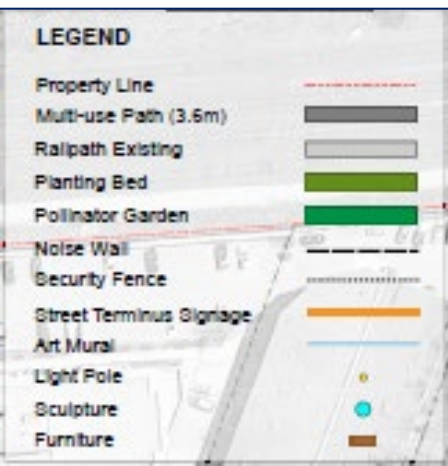 LEGEND
Property Line
Multi-use Path (3.6m)
Railpath Existing
Planting Bed
Pollinator Garden
Noise Wall
Security Fence
Street Terminus Signage
Art Mural
Light Pole
Sculpture
Furniture